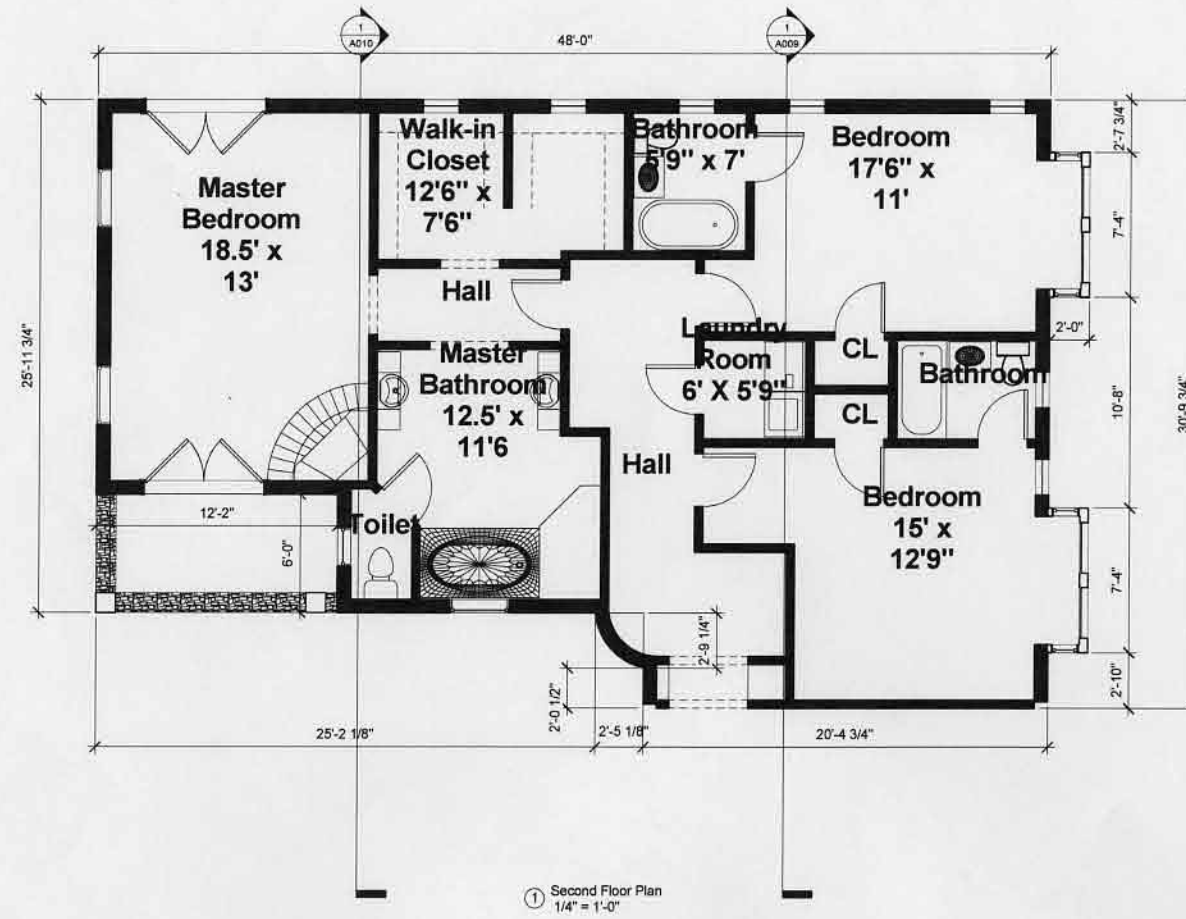 1
A010
1
A009
48'-0"
Walk-in
Closet
12'6" x
7'6"
Bathroom
5'9" x 7'
Bedroom
17'6" x
11'
2'-7 3/4"
Master
Bedroom
18.5' x
13'
7'-4"
Hall
25'-11 3/4"
2'-0"
Laundry
Room
6' X 5'9"
CL
Bathroom
Master
Bathroom
12.5' x
11'6
10'-8"
30'-9 3/4"
CL
Hall
Bedroom
15' x
12'9"
12'-2"
Toilet
6'-0"
7'-4"
2'-9 1/4"
2'-0 1/2"
2'-10"
25'-2 1/8"
2'-5 1/8"
20'-4 3/4"
1 Second Floor Plan
1/4" = 1'-0"